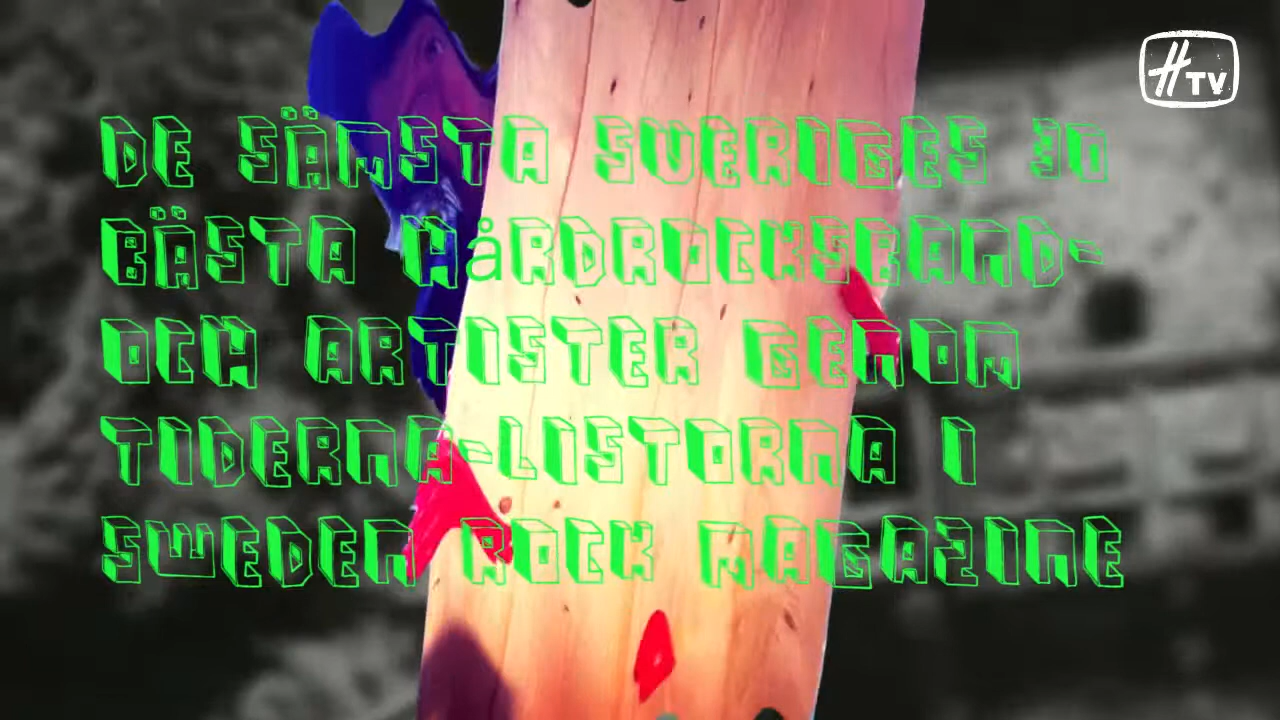 HTV
DE SÄMSTA SVERIGES 30
BÄSTA HåRDROCKSBAND-
OCH ARTISTER GENOM
TIDERNA-LISTORNA I
SWEDEN ROCK MAGAZINE